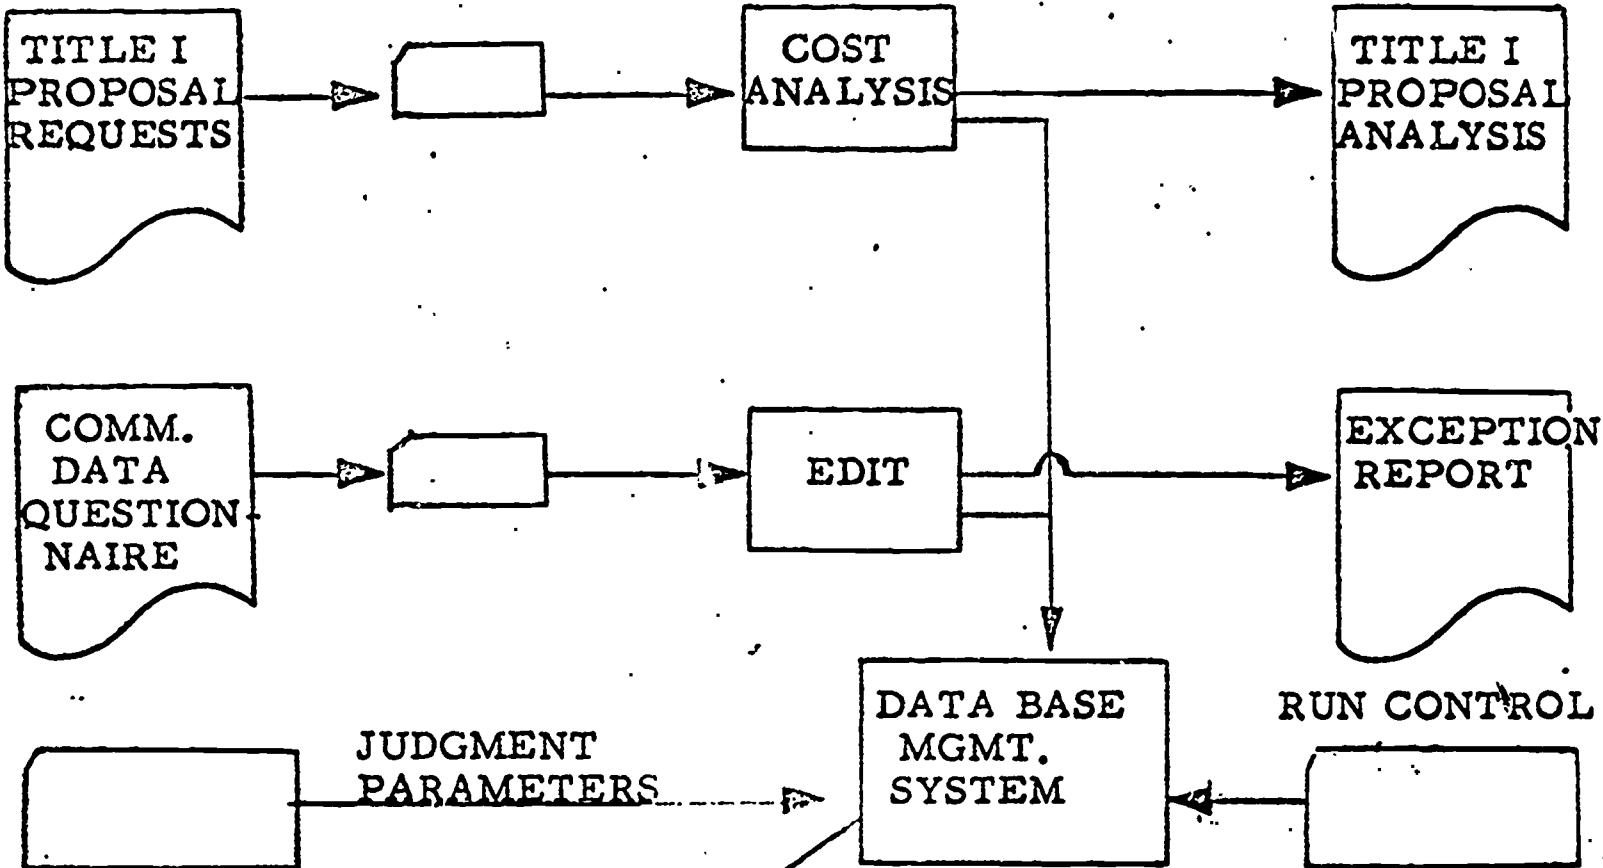 TITLE I
PROPOSAL
REQUESTS
COST
ANALYSIS
TITLE I
PROPOSAL
ANALYSIS
COMM.
DATA
QUESTION-
NAIRE
EDIT
EXCEPTION
REPORT
JUDGMENT
PARAMETERS
DATA BASE
MGMT.
SYSTEM
RUN CONTROL